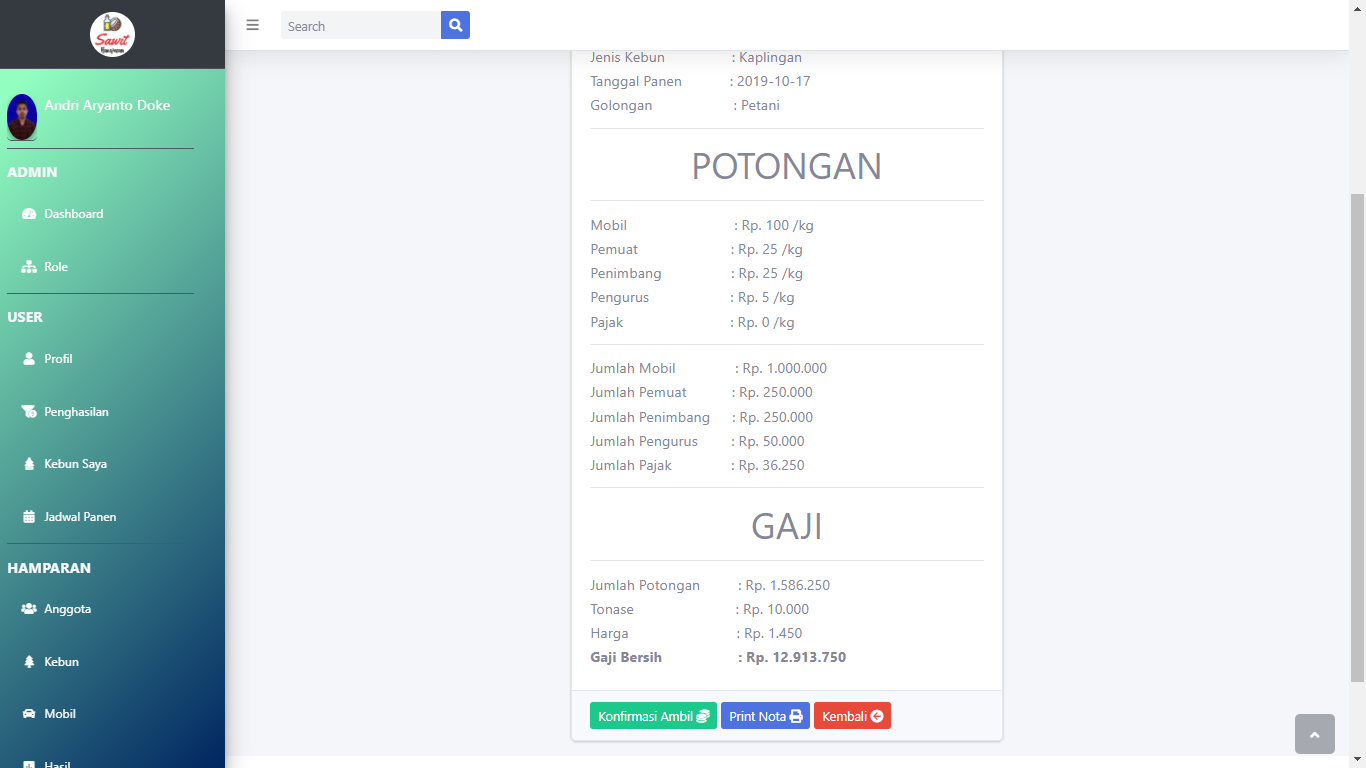 Sawit
Search
Andri Aryanto Doke
ADMIN
Dashboard
Role
USER
Profil
Penghasilan
Kebun Saya
Jadwal Panen
HAMPARAN
Anggota
Kebun
Mobil
Hasil
Jenis Kebun : Kaplingan
Tanggal Panen : 2019-10-17
Golongan : Petani
POTONGAN
Mobil : Rp. 100 /kg
Pemuat : Rp. 25 /kg
Penimbang : Rp. 25 /kg
Pengurus : Rp. 5 /kg
Pajak : Rp. 0 /kg
Jumlah Mobil : Rp. 1.000.000
Jumlah Pemuat : Rp. 250.000
Jumlah Penimbang : Rp. 250.000
Jumlah Pengurus : Rp. 50.000
Jumlah Pajak : Rp. 36.250
GAJI
Jumlah Potongan : Rp. 1.586.250
Tonase : Rp. 10.000
Harga : Rp. 1.450
Gaji Bersih : Rp. 12.913.750
Konfirmasi Ambil Print Nota Kembali